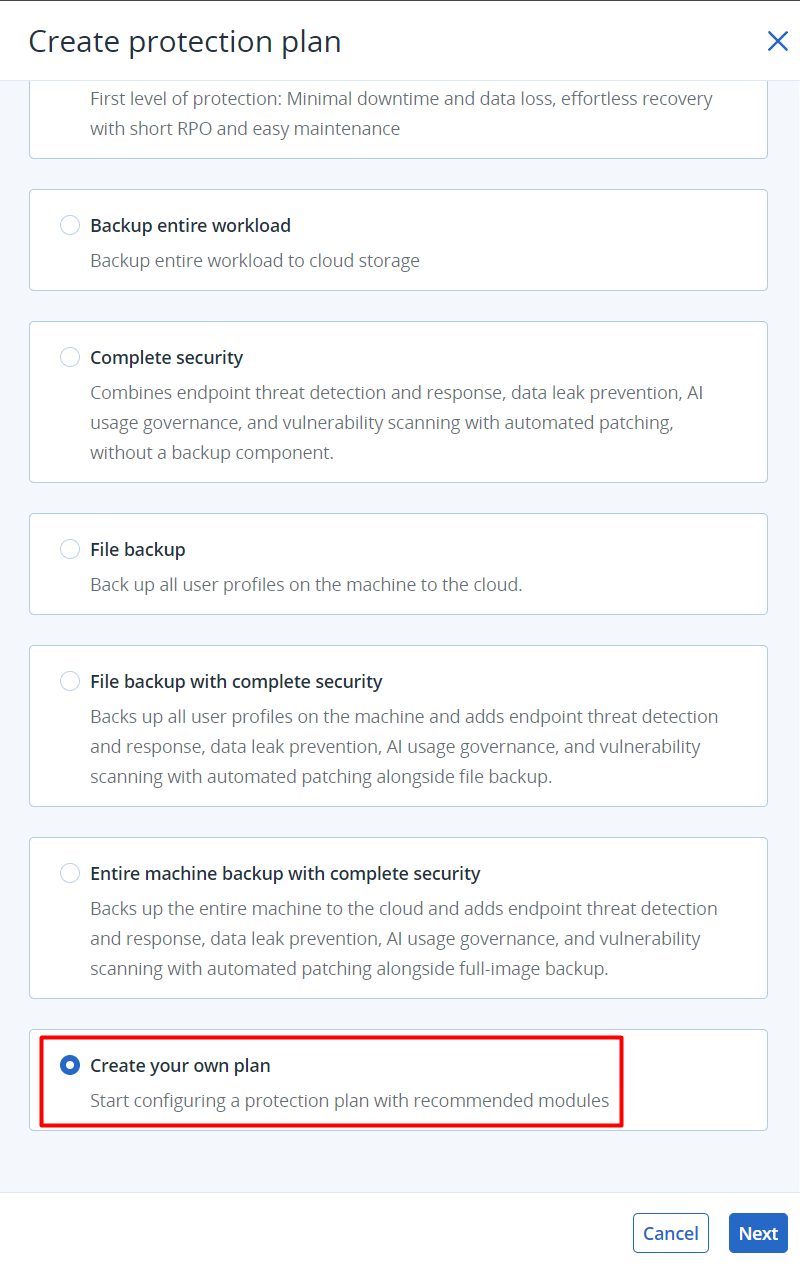 Create protection plan
First level of protection: Minimal downtime and data loss, effortless recovery
with short RPO and easy maintenance
Backup entire workload
Backup entire workload to cloud storage
Complete security
Combines endpoint threat detection and response, data leak prevention, AI
usage governance, and vulnerability scanning with automated patching,
without a backup component.
File backup
Back up all user profiles on the machine to the cloud.
File backup with complete security
Backs up all user profiles on the machine and adds endpoint threat detection
and response, data leak prevention, AI usage governance, and vulnerability
scanning with automated patching alongside file backup.
Entire machine backup with complete security
Backs up the entire machine to the cloud and adds endpoint threat detection
and response, data leak prevention, AI usage governance, and vulnerability
scanning with automated patching alongside full-image backup.
Create your own plan
Start configuring a protection plan with recommended modules
Cancel
Next